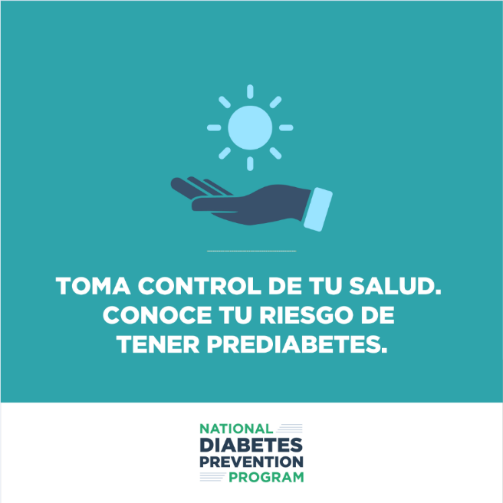 TOMA CONTROL DE TU SALUD.
CONOCE TU RIESGO DE
TENER PREDIABETES.
NATIONAL
DIABETES
PREVENTION
PROGRAM